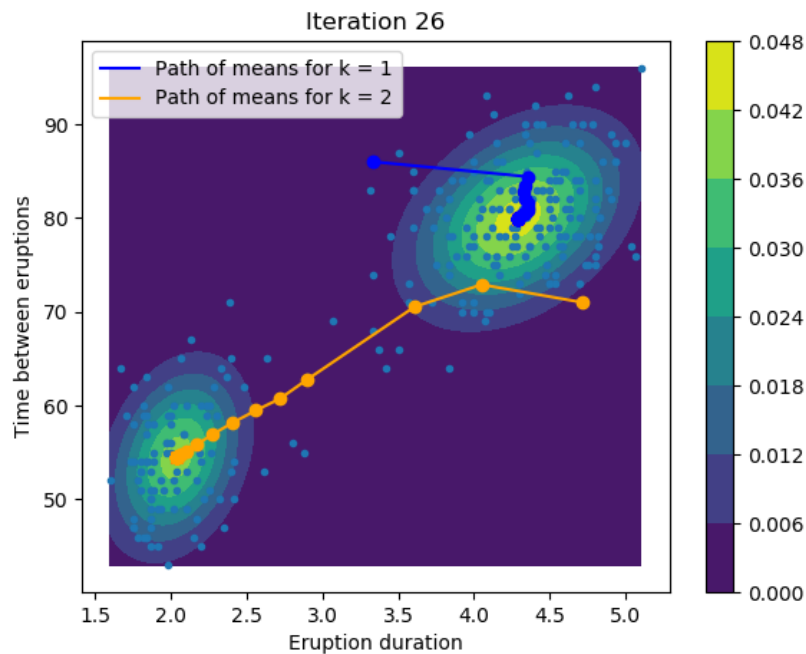 Iteration 26
Path of means for k = 1
Path of means for k = 2
Time between eruptions
90
80
70
60
50
1.5 2.0 2.5 3.0 3.5 4.0 4.5 5.0
Eruption duration
0.048
0.042
0.036
0.030
0.024
0.018
0.012
0.006
0.000